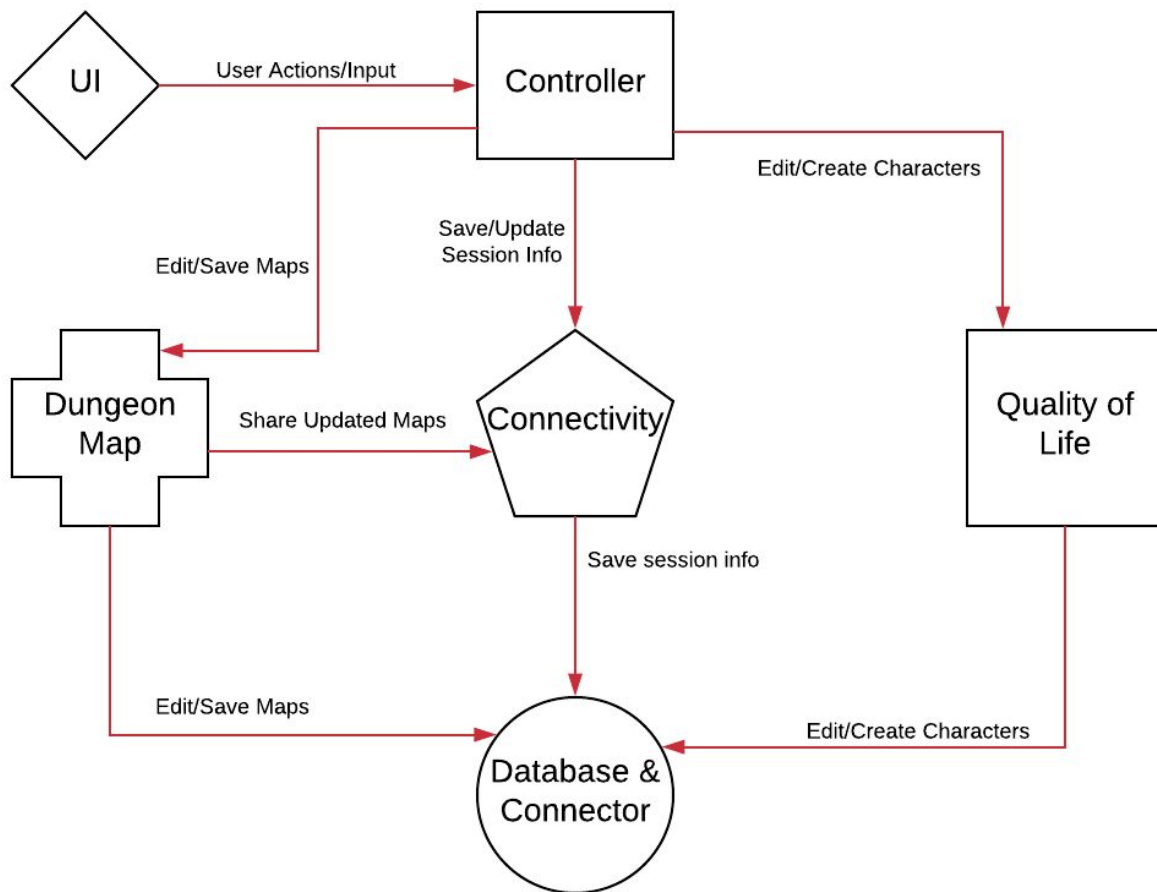 UI
User Actions/Input
Controller
Edit/Create Characters
Save/Update
Session Info
Edit/Save Maps
Dungeon
Map
Share Updated Maps
Connectivity
Quality of
Life
Save session info
Edit/Save Maps
Edit/Create Characters
Database &
Connector